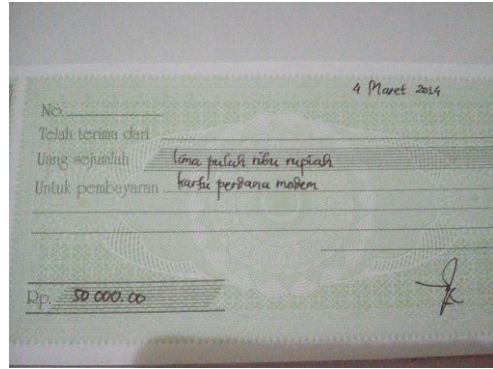 4 Maret 2014
No.
Telah terima dari
Uang sejumlah lima puluh ribu rupiah
Untuk pembayaran kartu perdana modem
Rp. 50 000.00